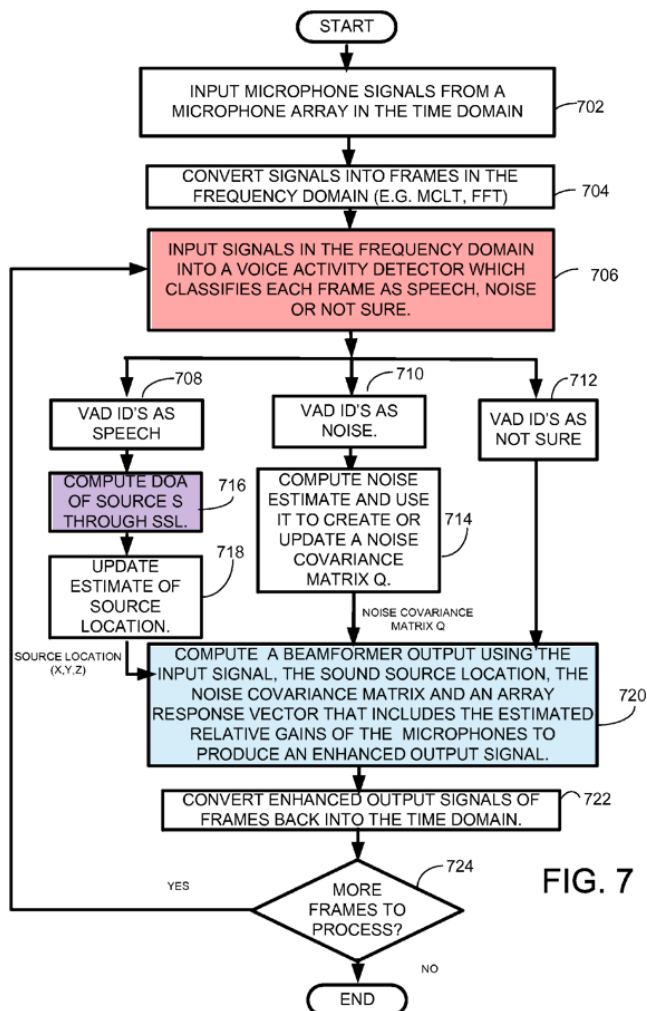 START
INPUT MICROPHONE SIGNALS FROM A
MICROPHONE ARRAY IN THE TIME DOMAIN
702
CONVERT SIGNALS INTO FRAMES IN THE
FREQUENCY DOMAIN (E.G. MCLT, FFT)
704
INPUT SIGNALS IN THE FREQUENCY DOMAIN
INTO A VOICE ACTIVITY DETECTOR WHICH
CLASSIFIES EACH FRAME AS SPEECH, NOISE
OR NOT SURE.
706
708
VAD ID'S AS
SPEECH
710
VAD ID'S AS
NOISE.
712
VAD ID'S AS
NOT SURE
COMPUTE DOA
OF SOURCE S
THROUGH SSL.
716
COMPUTE NOISE
ESTIMATE AND USE
IT TO CREATE OR
UPDATE A NOISE
COVARIANCE
MATRIX Q.
714
718
UPDATE
ESTIMATE OF
SOURCE
LOCATION.
NOISE COVARIANCE
MATRIX Q
SOURCE LOCATION
(X,Y,Z)
COMPUTE A BEAMFORMER OUTPUT USING THE
INPUT SIGNAL, THE SOUND SOURCE LOCATION, THE
NOISE COVARIANCE MATRIX AND AN ARRAY
RESPONSE VECTOR THAT INCLUDES THE ESTIMATED
RELATIVE GAINS OF THE MICROPHONES TO
PRODUCE AN ENHANCED OUTPUT SIGNAL.
720
CONVERT ENHANCED OUTPUT SIGNALS OF
FRAMES BACK INTO THE TIME DOMAIN.
722
724
YES
MORE
FRAMES TO
PROCESS?
FIG. 7
NO
END